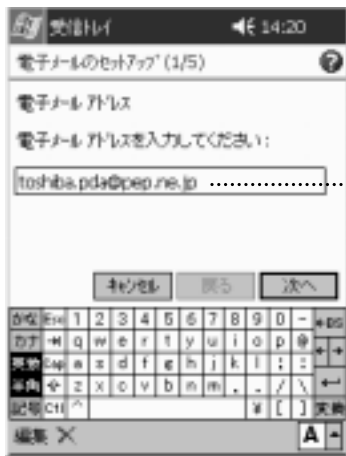 受信トレイ 14:20
電子メールのセットアップ (1/5)
電子メール アドレス
電子メール アドレスを入力してください:
toshiba.pda@pep.ne.jp
キャンセル 戻る 次へ
かな Esc 1 2 3 4 5 6 7 8 9 0 - ←BS
カナ q w e r t y u i o p @
英数 Cap a s d f g h j k l ; :
半角 z x c v b n m , . / \
記号 Ctl ^ ¥ [ ] 変換
編集 A